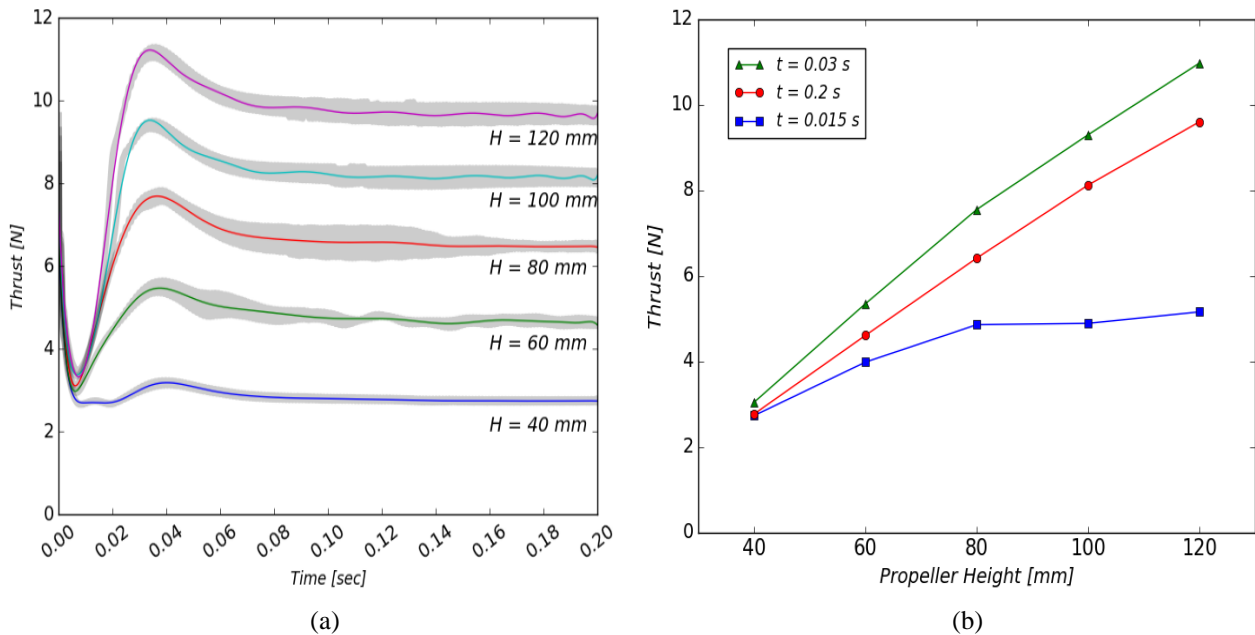 12
10
8
6
4
2
0
Thrust [N]
H = 120 mm
H = 100 mm
H = 80 mm
H = 60 mm
H = 40 mm
0.00 0.02 0.04 0.06 0.08 0.10 0.12 0.14 0.16 0.18 0.20
Time [sec]
(a)
12
10
8
6
4
2
0
Thrust [N]
t = 0.03 s
t = 0.2 s
t = 0.015 s
40 60 80 100 120
Propeller Height [mm]
(b)